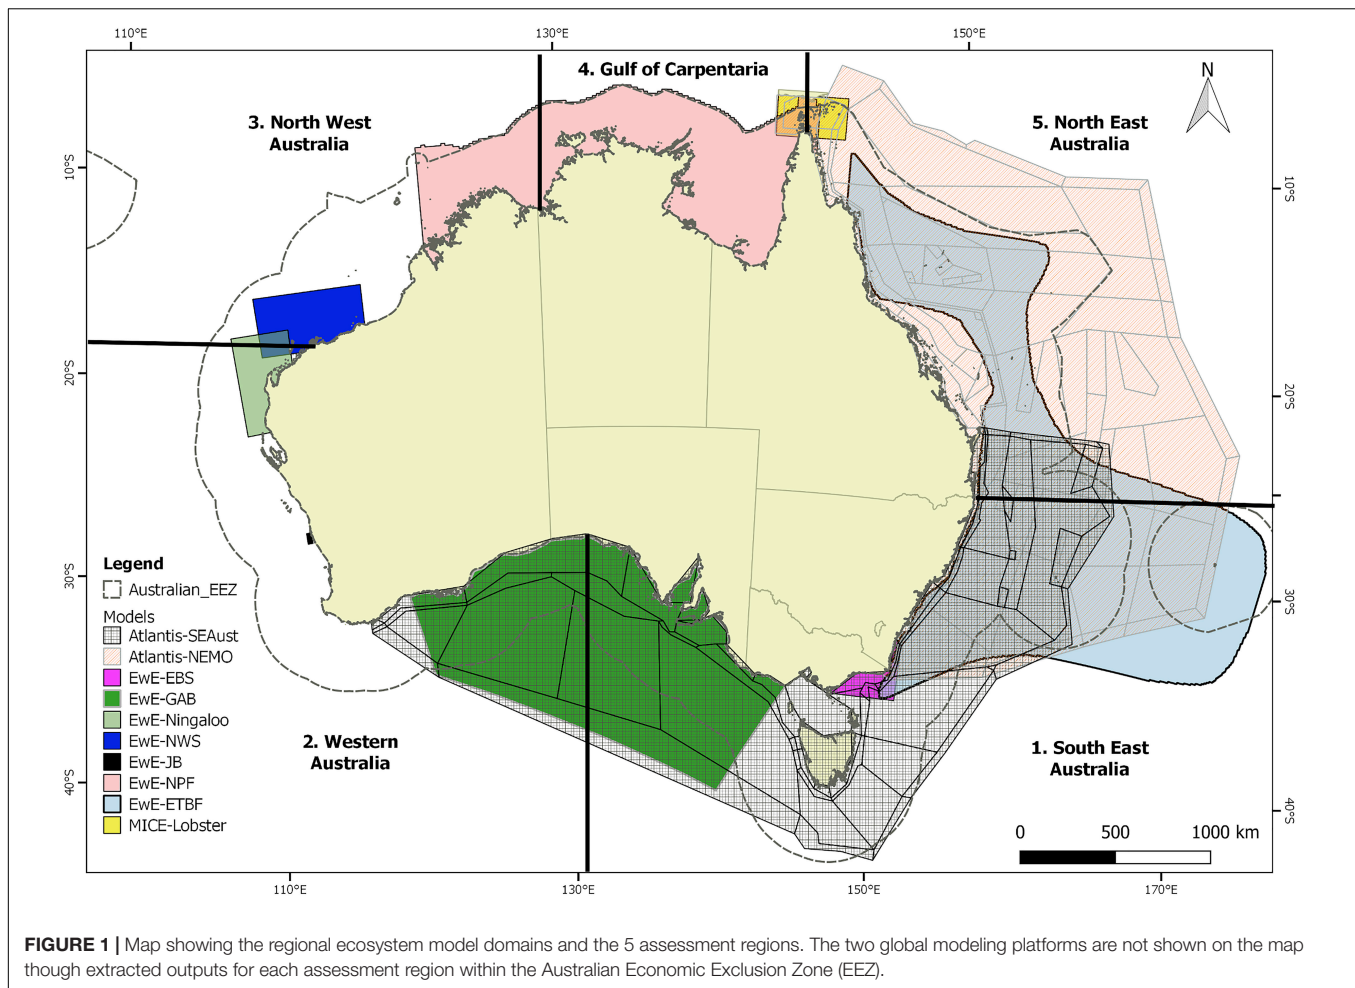 110°E
130°E
150°E
4. Gulf of Carpentaria
N
3. North West
Australia
5. North East
Australia
10°S
10°S
20°S
20°S
30°S
30°S
40°S
40°S
Legend
Australian_EEZ
Models
Atlantis-SEAust
Atlantis-NEMO
EwE-EBS
EwE-GAB
EwE-Ningaloo
EwE-NWS
EwE-JB
EwE-NPF
EwE-ETBF
MICE-Lobster
2. Western
Australia
1. South East
Australia
0 500 1000 km
110°E
130°E
150°E
170°E
FIGURE 1 | Map showing the regional ecosystem model domains and the 5 assessment regions. The two global modeling platforms are not shown on the map
though extracted outputs for each assessment region within the Australian Economic Exclusion Zone (EEZ).